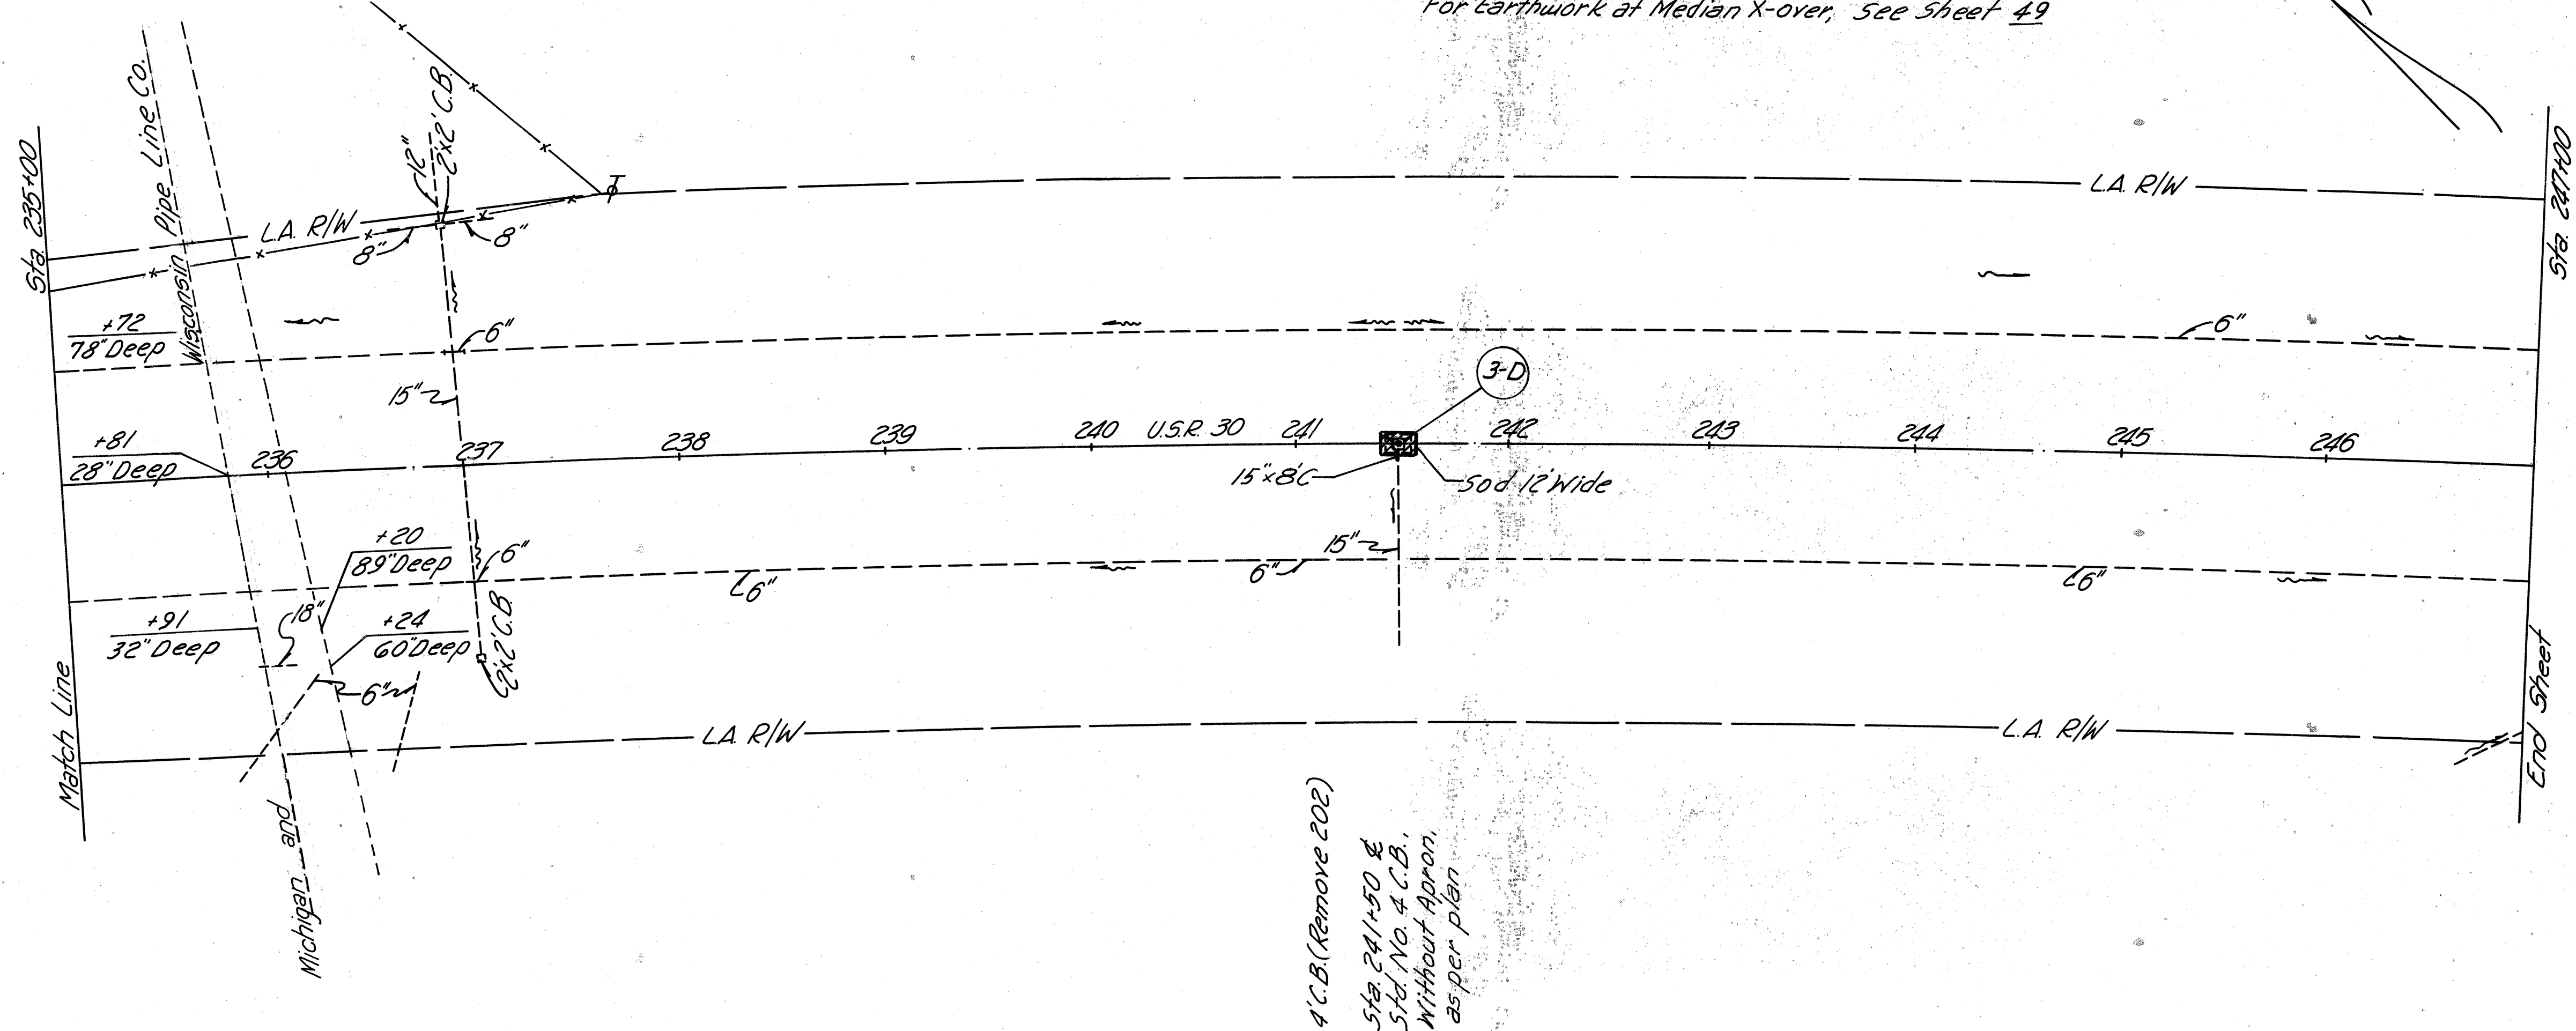 For Earthwork at Median X-over, See Sheet 49
Sta. 235+00
Match Line
Wisconsin Pipe Line Co.
Michigan and
12"
2'x2' C.B.
L.A. R/W
8"
8"
L.A. R/W
Sta. 247+00
End Sheet
+72
78" Deep
6"
6"
15"
3-D
+81
28" Deep
236
237
238
239
240
U.S.R. 30
241
242
243
244
245
246
15"x8'C
Sod 12' Wide
+20
89" Deep
6"
15"
6"
6"
6"
+91
32" Deep
18"
+24
60" Deep
2'x2' C.B.
6"
L.A. R/W
L.A. R/W
4' C.B. (Remove 202)
Sta. 241+50 ℄
Std. No. 4 C.B.,
Without Apron,
as per plan